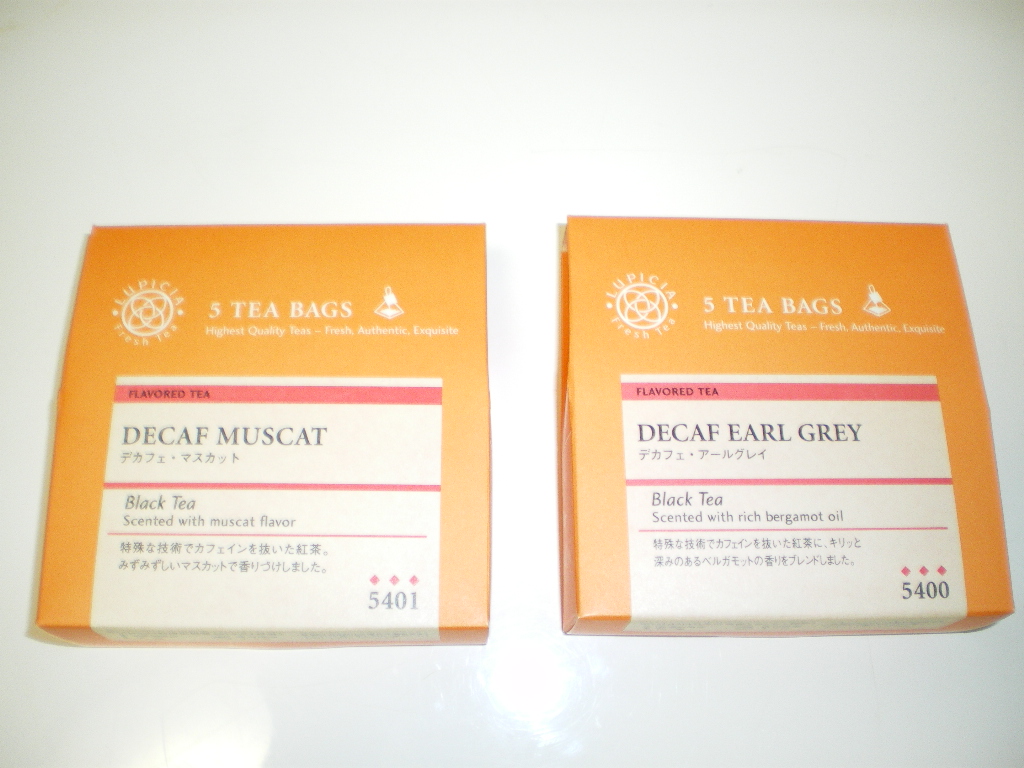 LUPICIA
Fresh Tea
5 TEA BAGS
Highest Quality Teas – Fresh, Authentic, Exquisite
FLAVORED TEA
DECAF MUSCAT
デカフェ・マスカット
Black Tea
Scented with muscat flavor
特殊な技術でカフェインを抜いた紅茶。
みずみずしいマスカットで香りづけしました。
5401
LUPICIA
Fresh Tea
5 TEA BAGS
Highest Quality Teas – Fresh, Authentic, Exquisite
FLAVORED TEA
DECAF EARL GREY
デカフェ・アールグレイ
Black Tea
Scented with rich bergamot oil
特殊な技術でカフェインを抜いた紅茶に、キリッと
深みのあるベルガモットの香りをブレンドしました。
5400